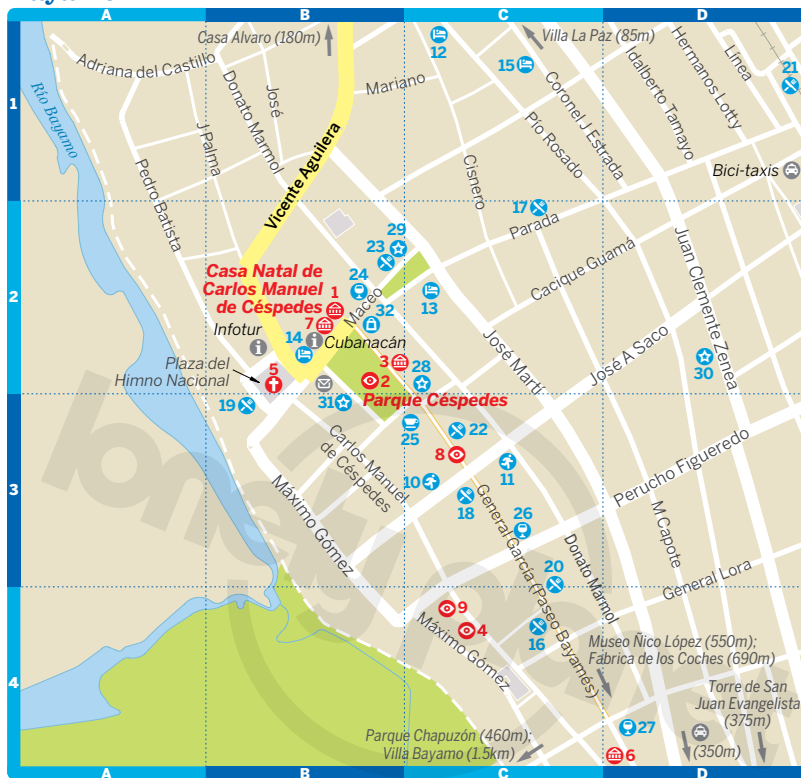 A
B
C
D
Casa Alvaro (180m)
Villa La Paz (85m)
12
15
21
1
Adriana del Castillo
Donato Marmol
José
Mariano
Coronel J Estrada
Idalberto Tamayo
Hermanos Lotty
Línea
Río Bayamo
J Palma
Pedro Batista
Vicente Aguilera
Cisnero
Pío Rosado
Bici-taxis
17
Parada
29
23
24
2
Casa Natal de
Carlos Manuel
de Céspedes
1
7
Maceo
32
13
Cacique Guamá
Juan Clemente Zenea
Infotur
14
Cubanacán
José Martí
José A Saco
Plaza del
Himno Nacional
5
3
2
28
30
19
31
Parque Céspedes
25
22
8
Carlos Manuel
de Céspedes
10
18
11
Perucho Figueredo
3
Máximo Gómez
General García (Paseo Bayamés)
26
Donato Marmol
M Capote
General Lora
20
lonely planet
9
4
16
Máximo Gómez
Museo Ñico López (550m);
Fabrica de los Coches (690m)
4
Torre de San
Juan Evangelista
(375m)
Parque Chapuzón (460m);
Villa Bayamo (1.5km)
27
6
(350m)
A
B
C
D